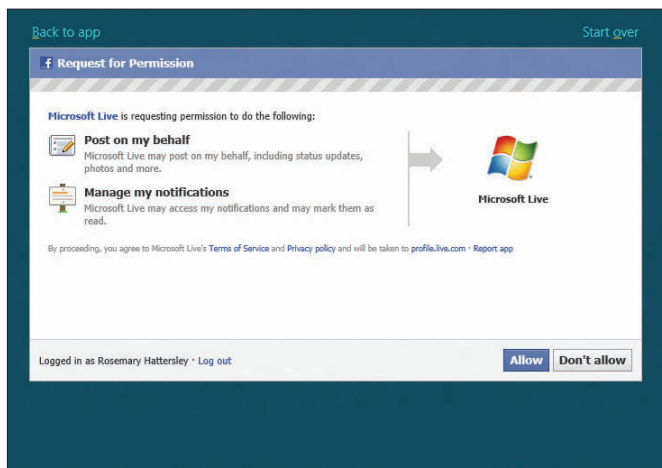 Back to app
Start over
Request for Permission
Microsoft Live is requesting permission to do the following:
Post on my behalf
Microsoft Live may post on my behalf, including status updates,
photos and more.
Manage my notifications
Microsoft Live may access my notifications and may mark them as
read.
Microsoft Live
By proceeding, you agree to Microsoft Live's Terms of Service and Privacy policy and will be taken to profile.live.com · Report app
Logged in as Rosemary Hattersley · Log out
Allow
Don't allow